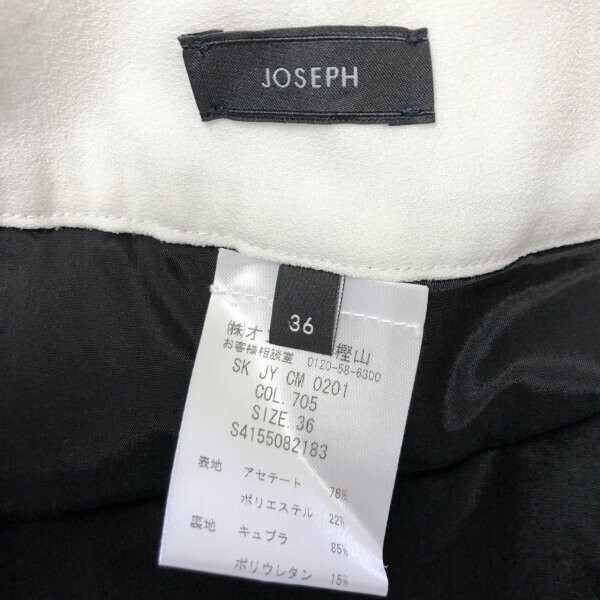 JOSEPH
36
㈱オ 樫山
お客様相談室 0120-58-6300
SK JY CM 0201
COL. 705
SIZE. 36
S4155082183
表地 アセテート 78%
ポリエステル 22%
裏地 キュプラ 85%
ポリウレタン 15%